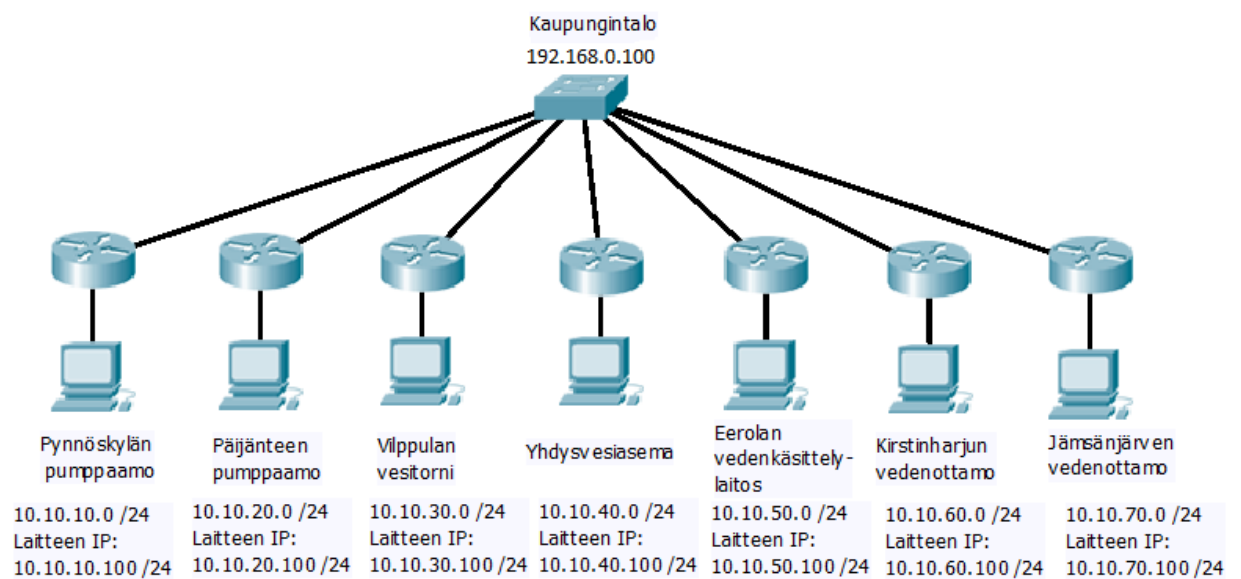 Kaupungintalo
192.168.0.100
Pynnöskylän
pumppaamo
10.10.10.0 /24
Laitteen IP:
10.10.10.100 /24
Päijänteen
pumppaamo
10.10.20.0 /24
Laitteen IP:
10.10.20.100 /24
Vilppulan
vesitorni
10.10.30.0 /24
Laitteen IP:
10.10.30.100 /24
Yhdysvesiasema
10.10.40.0 /24
Laitteen IP:
10.10.40.100 /24
Eerolan
vedenkäsittely-
laitos
10.10.50.0 /24
Laitteen IP:
10.10.50.100 /24
Kirstinharjun
vedenottamo
10.10.60.0 /24
Laitteen IP:
10.10.60.100 /24
Jämsänjärven
vedenottamo
10.10.70.0 /24
Laitteen IP:
10.10.70.100 /24